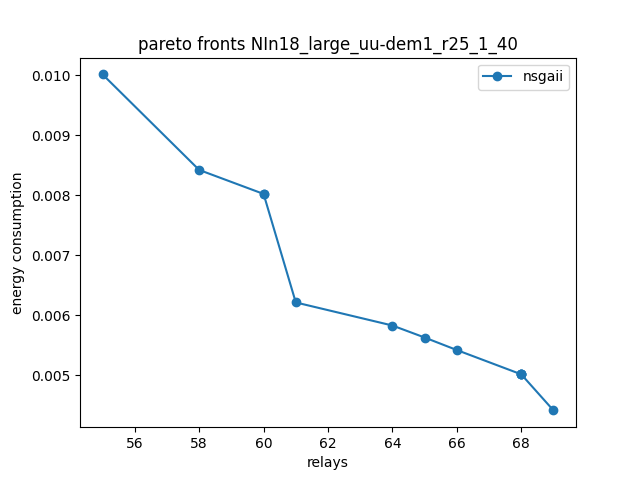 pareto fronts NIn18_large_uu-dem1_r25_1_40
nsgaii
0.010
0.009
0.008
0.007
0.006
0.005
energy consumption
56 58 60 62 64 66 68
relays